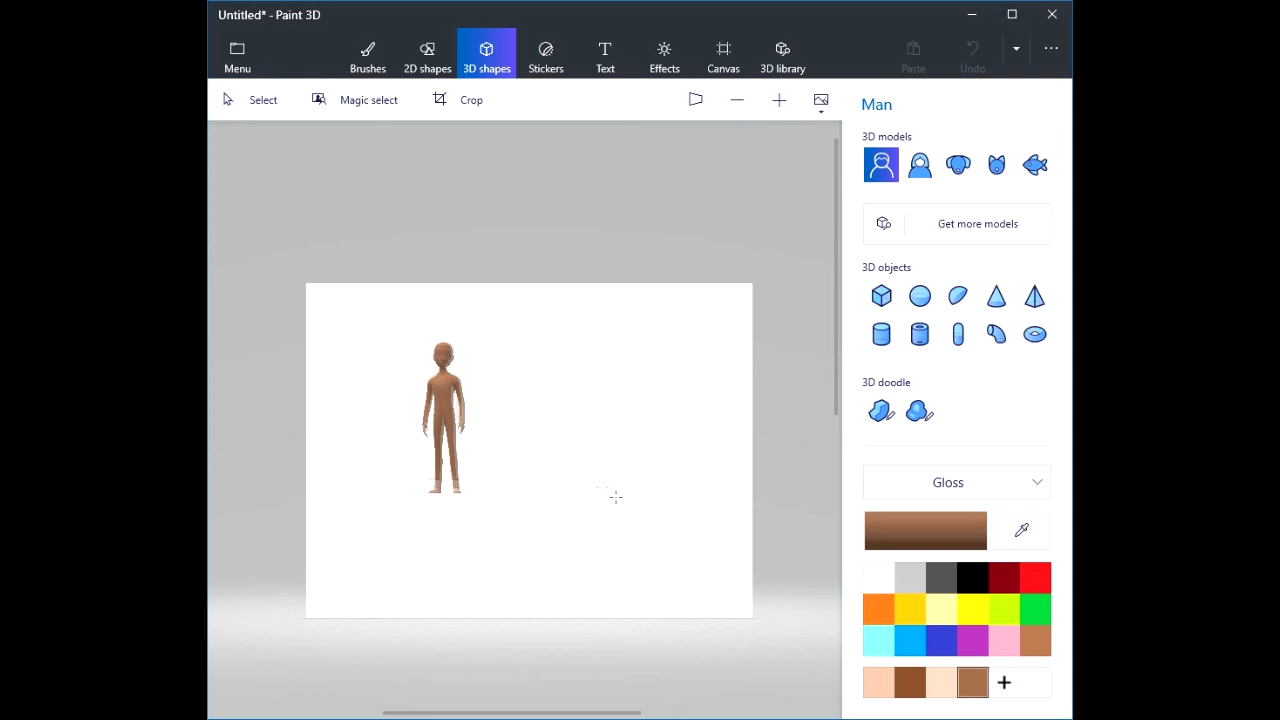 Untitled* - Paint 3D
Menu
Brushes
2D shapes
3D shapes
Stickers
Text
Effects
Canvas
3D library
Paste
Undo
Select
Magic select
Crop
Man
3D models
Get more models
3D objects
3D doodle
Gloss